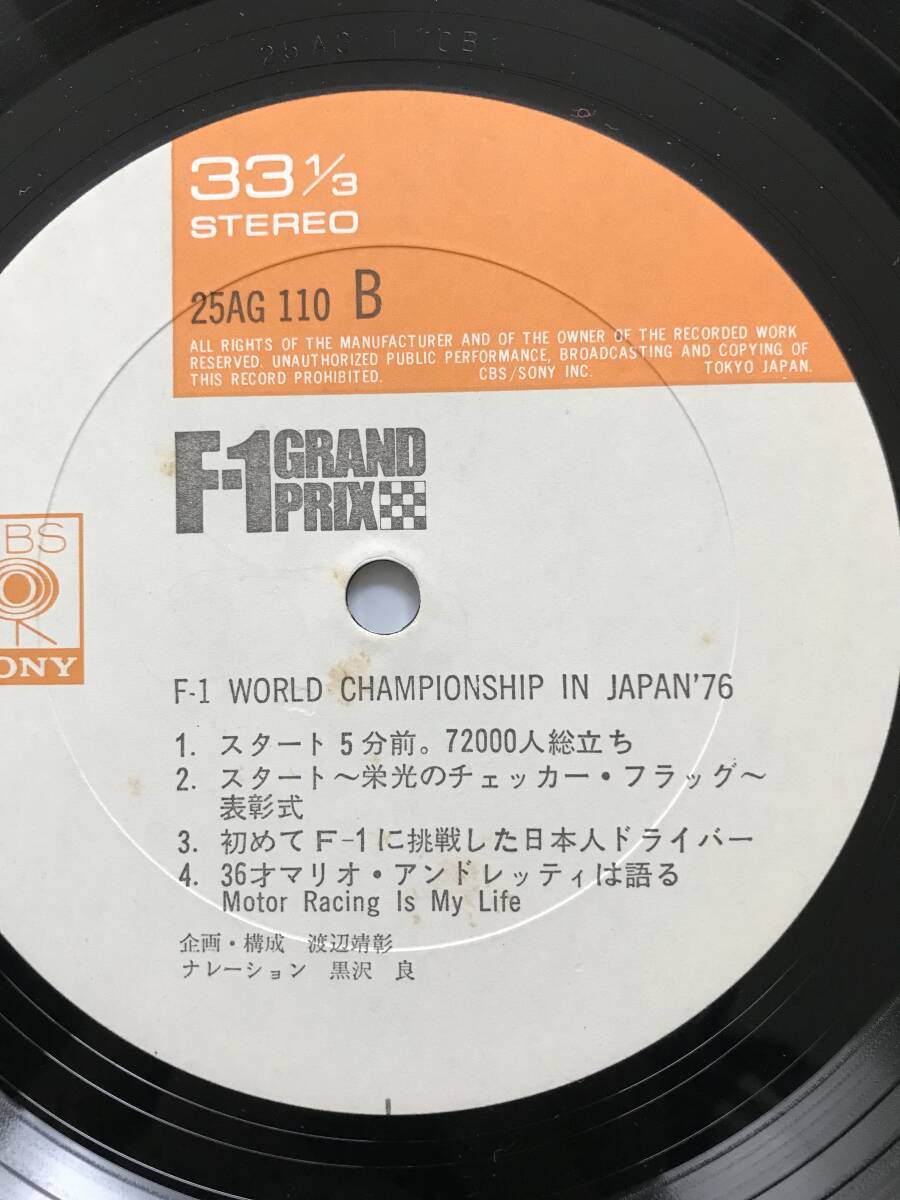 33 1/3
STEREO
25AG 110 B
ALL RIGHTS OF THE MANUFACTURER AND OF THE OWNER OF THE RECORDED WORK
RESERVED. UNAUTHORIZED PUBLIC PERFORMANCE, BROADCASTING AND COPYING OF
THIS RECORD PROHIBITED. CBS/SONY INC. TOKYO JAPAN.
F-1 GRAND
PRIX
F-1 WORLD CHAMPIONSHIP IN JAPAN'76
1. スタート5分前。72000人総立ち
2. スタート〜栄光のチェッカー・フラッグ〜
表彰式
3. 初めてF-1に挑戦した日本人ドライバー
4. 36才マリオ・アンドレッティは語る
Motor Racing Is My Life
企画・構成 渡辺靖彰
ナレーション 黒沢 良